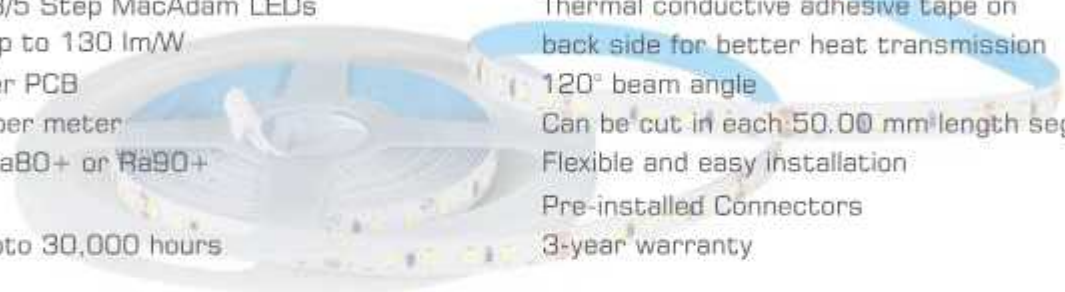 3/5 Step MacAdam LEDs
p to 130 lm/W
er PCB
per meter
a80+ or Ra90+
pto 30,000 hours
Thermal conductive adhesive tape on
back side for better heat transmission
120° beam angle
Can be cut in each 50.00 mm length seg
Flexible and easy installation
Pre-installed Connectors
3-year warranty